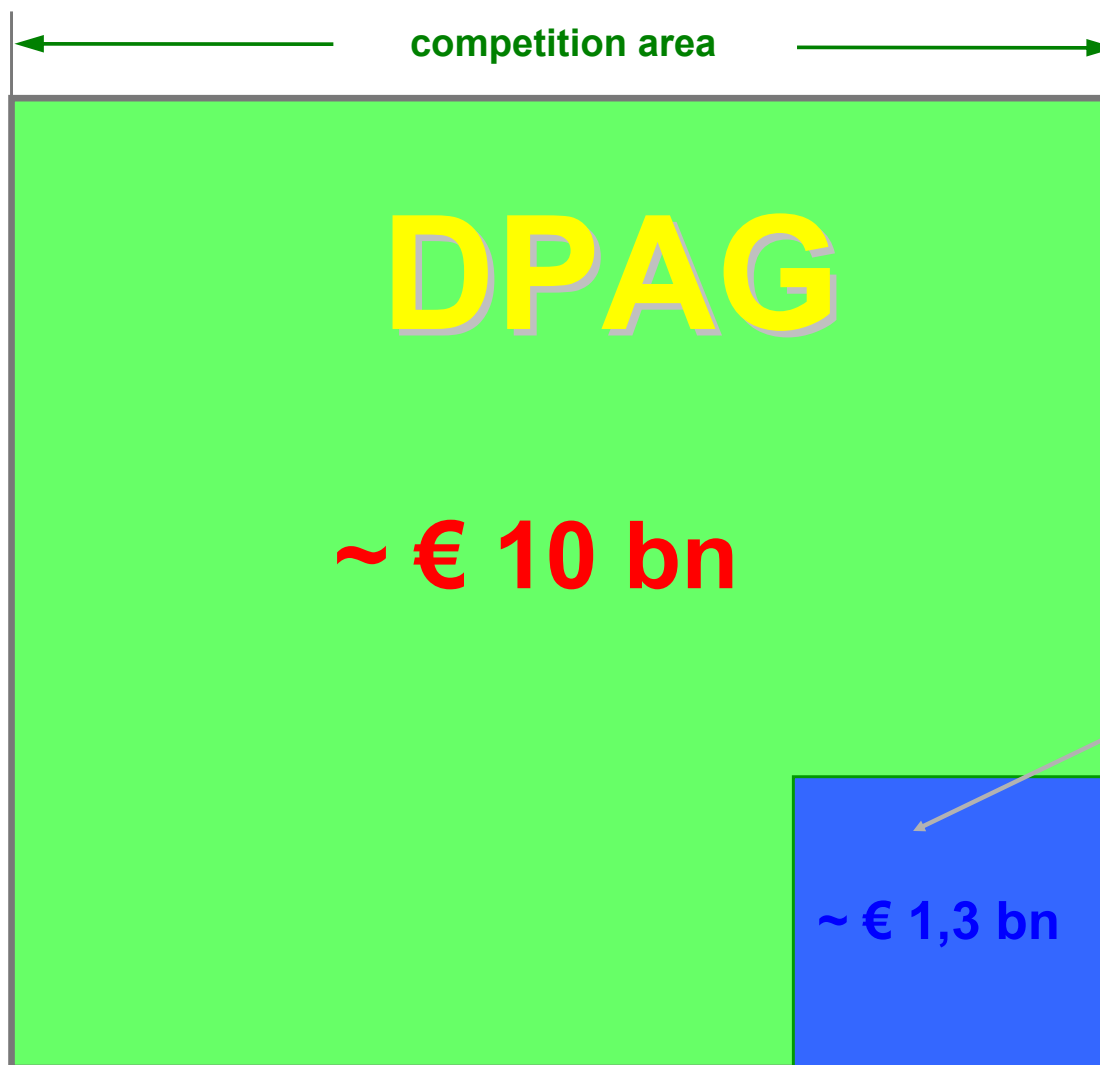 competition area
DPAG
~ € 10 bn
~ € 1,3 bn